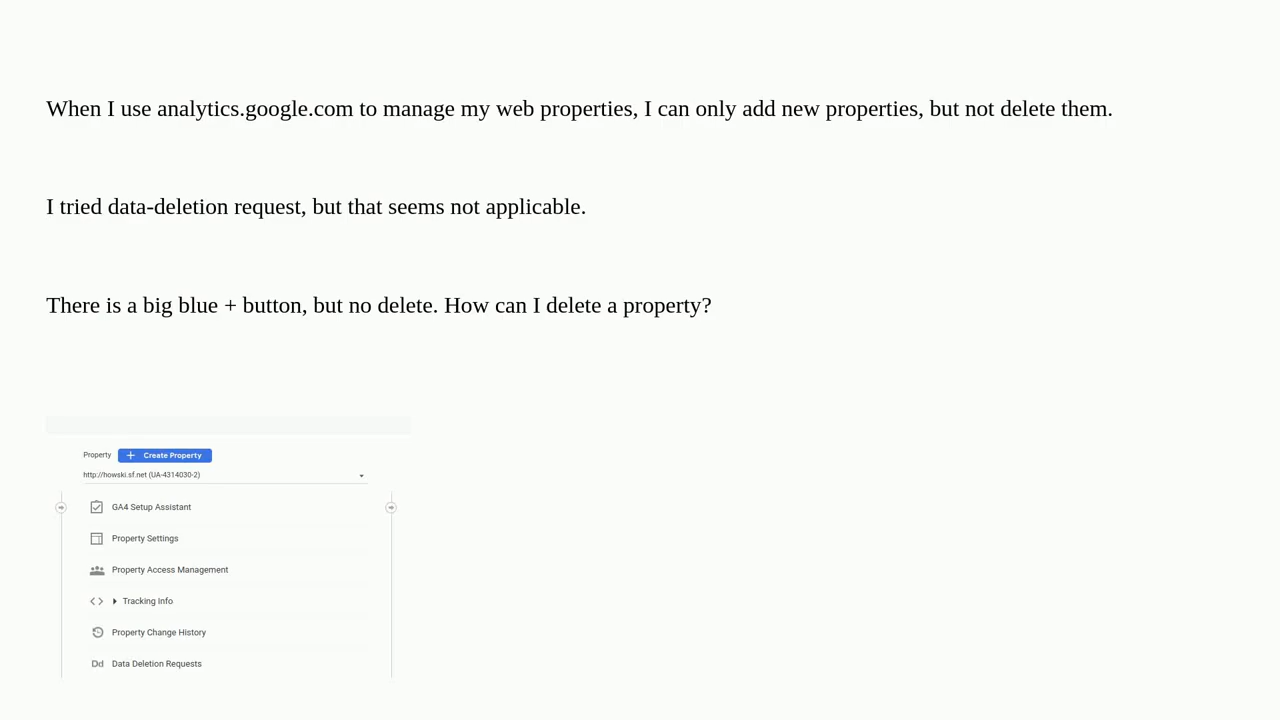 When I use analytics.google.com to manage my web properties, I can only add new properties, but not delete them.
I tried data-deletion request, but that seems not applicable.
There is a big blue + button, but no delete. How can I delete a property?
Property + Create Property
http://howski.sf.net (UA-4314030-2)
GA4 Setup Assistant
Property Settings
Property Access Management
Tracking Info
Property Change History
Dd Data Deletion Requests